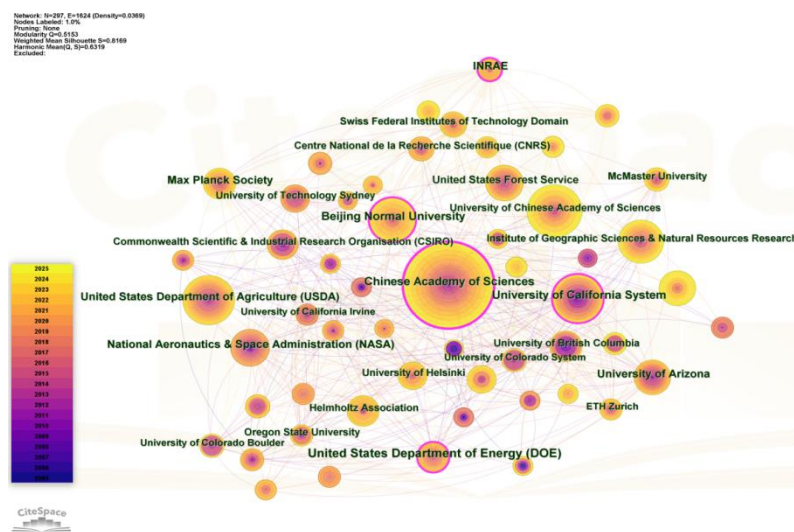 Network: N=297, E=1624 (Density=0.0369)
Nodes Labeled: 1.0%
Pruning: None
Modularity Q=0.5153
Weighted Mean Silhouette S=0.8169
Harmonic Mean(Q, S)=0.6319
Excluded:
INRAE
Swiss Federal Institutes of Technology Domain
Centre National de la Recherche Scientifique (CNRS)
Max Planck Society
United States Forest Service
McMaster University
University of Technology Sydney
University of Chinese Academy of Sciences
Beijing Normal University
Commonwealth Scientific & Industrial Research Organisation (CSIRO)
Institute of Geographic Sciences & Natural Resources Research
Chinese Academy of Sciences
United States Department of Agriculture (USDA)
University of California System
University of California Irvine
National Aeronautics & Space Administration (NASA)
University of British Columbia
University of Colorado System
University of Helsinki
University of Arizona
Helmholtz Association
ETH Zurich
Oregon State University
University of Colorado Boulder
United States Department of Energy (DOE)
2025
2024
2023
2022
2021
2020
2019
2018
2017
2016
2015
2014
2013
2012
2011
2010
CiteSpace